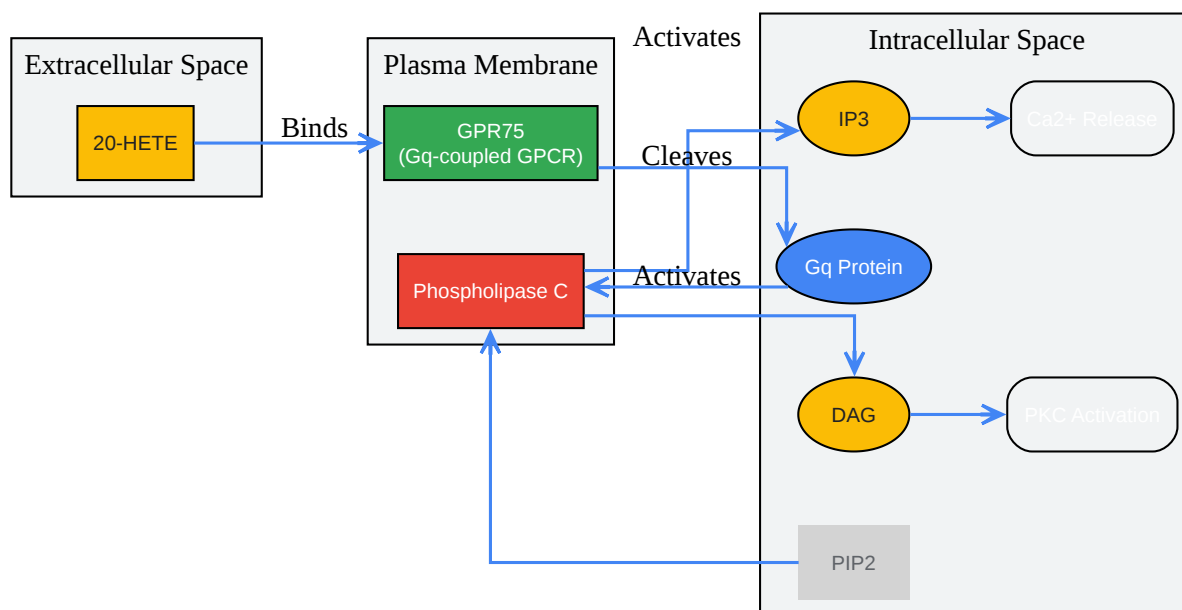 Activates
Intracellular Space
Extracellular Space
Plasma Membrane
20-HETE
Binds
GPR75
(Gq-coupled GPCR)
IP3
Ca2+ Release
Cleaves
Gq Protein
Phospholipase C
Activates
DAG
PKC Activation
PIP2